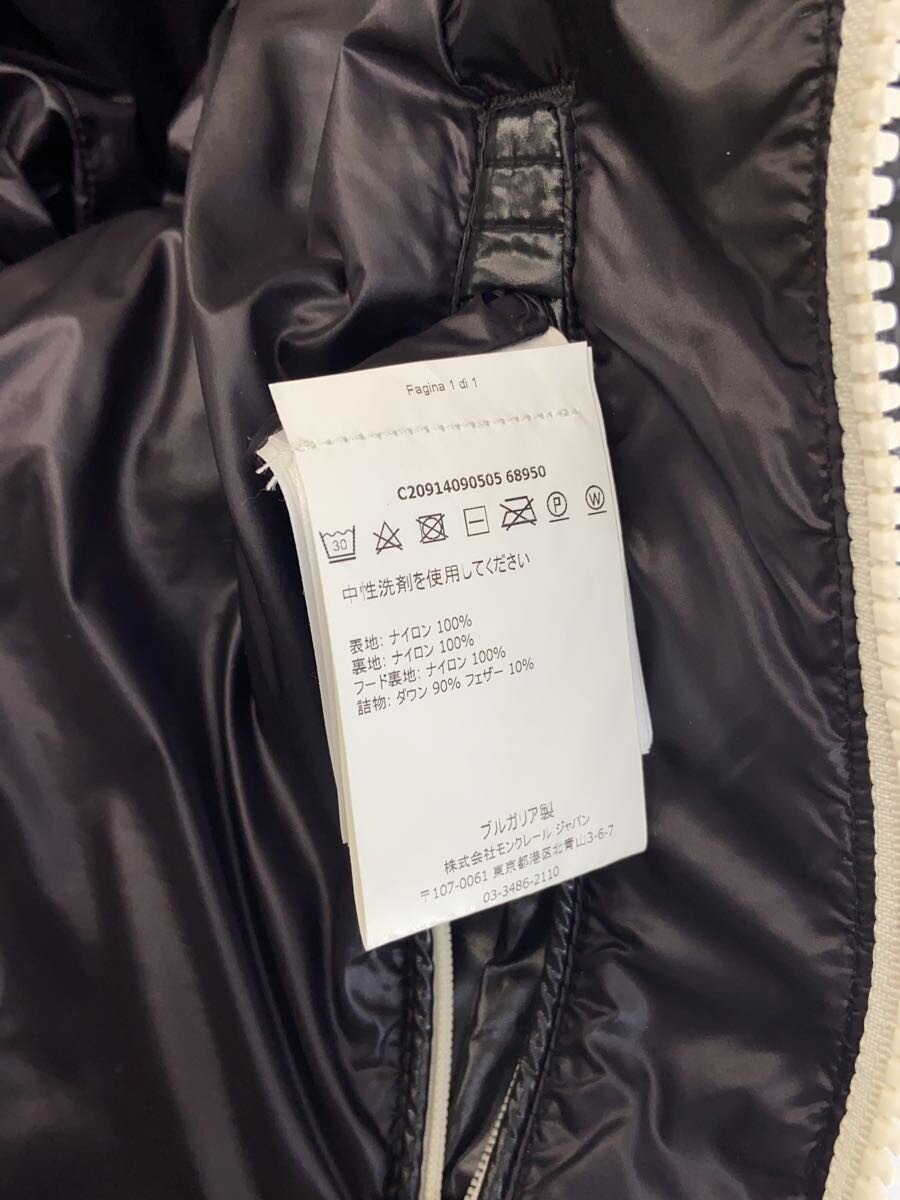 Pagina 1 di 1
C20914090505 68950
30
P
W
中性洗剤を使用してください
表地: ナイロン 100%
裏地: ナイロン 100%
フード裏地: ナイロン 100%
詰物: ダウン 90% フェザー 10%
ブルガリア製
株式会社モンクレール ジャパン
〒107-0061 東京都港区北青山3-6-7
03-3486-2110